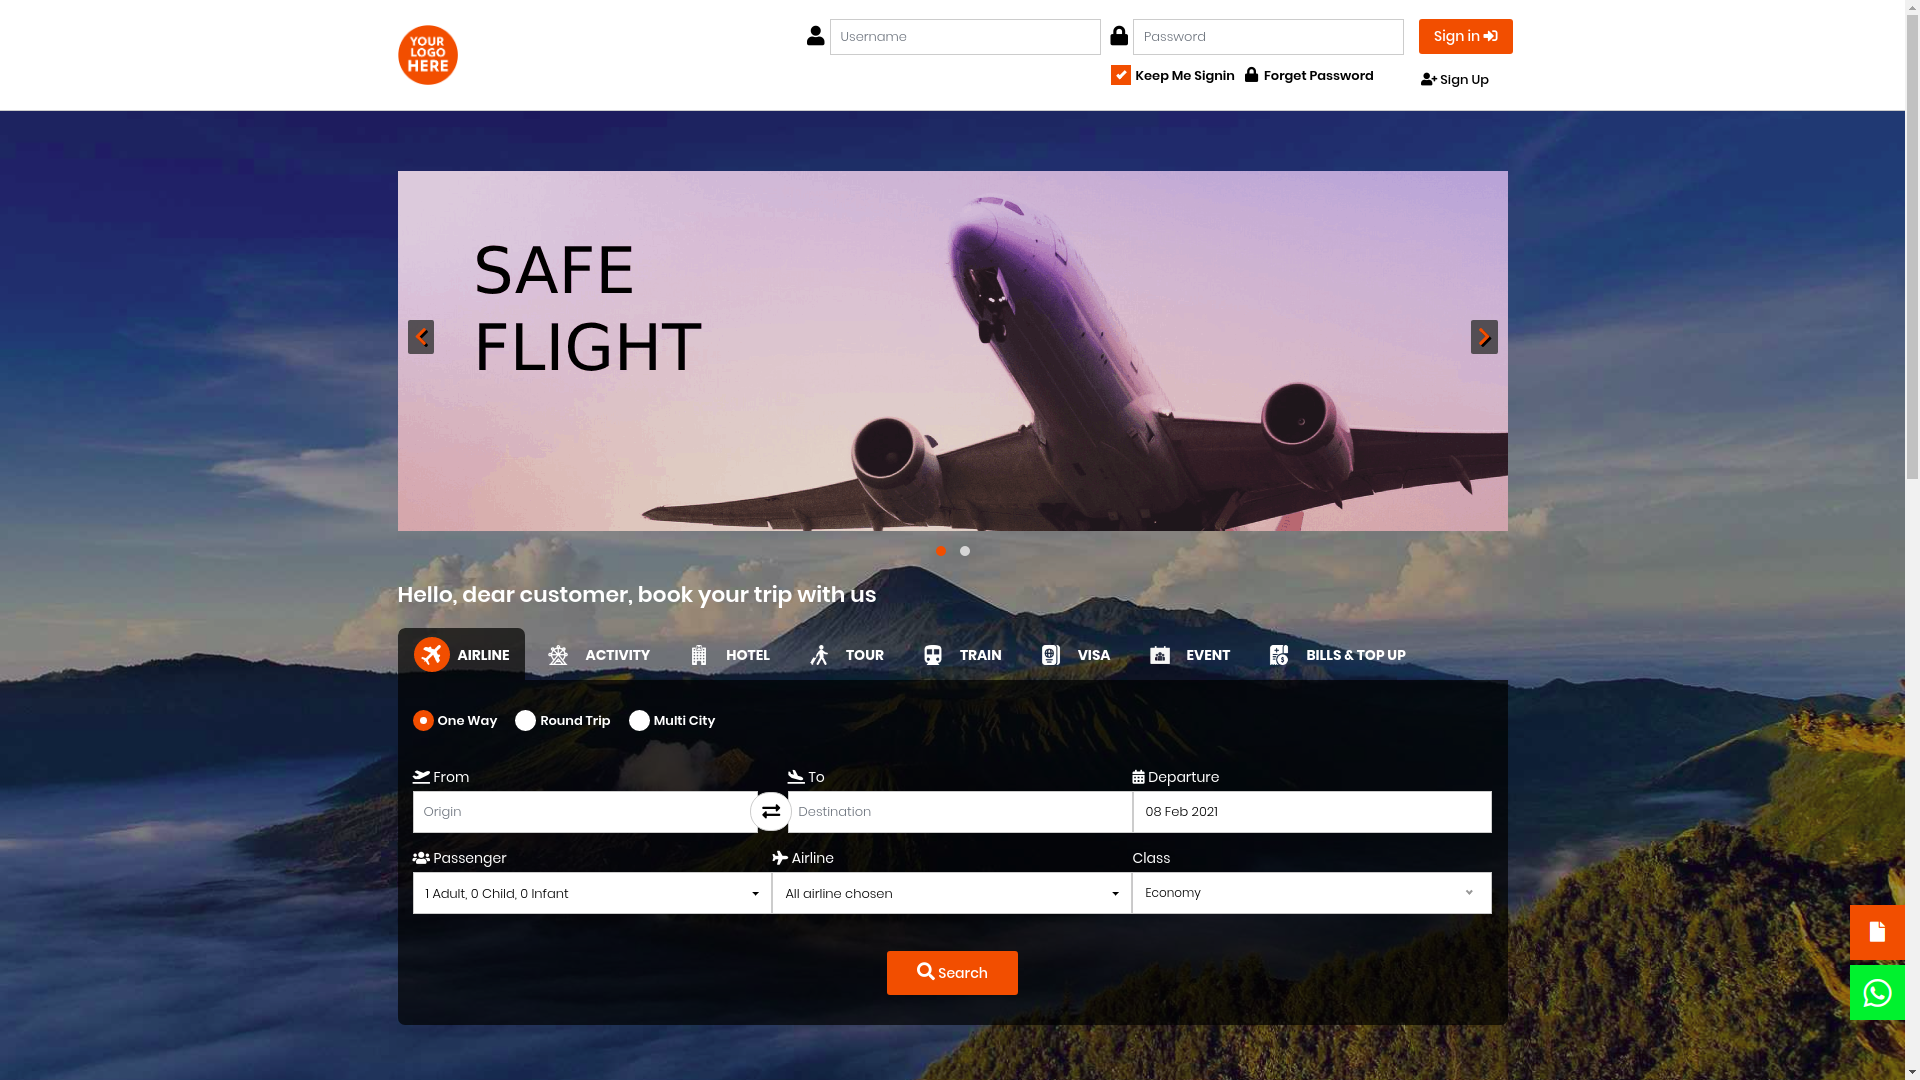 YOUR
LOGO
HERE
Username
Password
Sign in
Keep Me Signin
Forget Password
Sign Up
SAFE
FLIGHT
Hello, dear customer, book your trip with us
AIRLINE
ACTIVITY
HOTEL
TOUR
TRAIN
VISA
EVENT
BILLS & TOP UP
One Way
Round Trip
Multi City
From
To
Departure
Origin
Destination
08 Feb 2021
Passenger
Airline
Class
1 Adult, 0 Child, 0 Infant
All airline chosen
Economy
Search